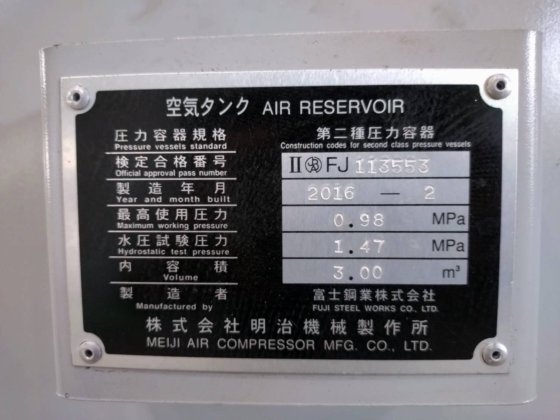 空気タンク AIR RESERVOIR
圧力容器規格 第二種圧力容器
Pressure vessels standard Construction codes for second class pressure vessels
検定合格番号 II FJ 113553
Official approval pass number
製造年月 2016 — 2
Year and month built
最高使用圧力 0.98 MPa
Maximum working pressure
水圧試験圧力 1.47 MPa
Hydrostatic test pressure
内容積 3.00 m³
Volume
製造者 富士鋼業株式会社
Manufactured by FUJI STEEL WORKS CO., LTD.
株式会社明治機械製作所
MEIJI AIR COMPRESSOR MFG. CO., LTD.